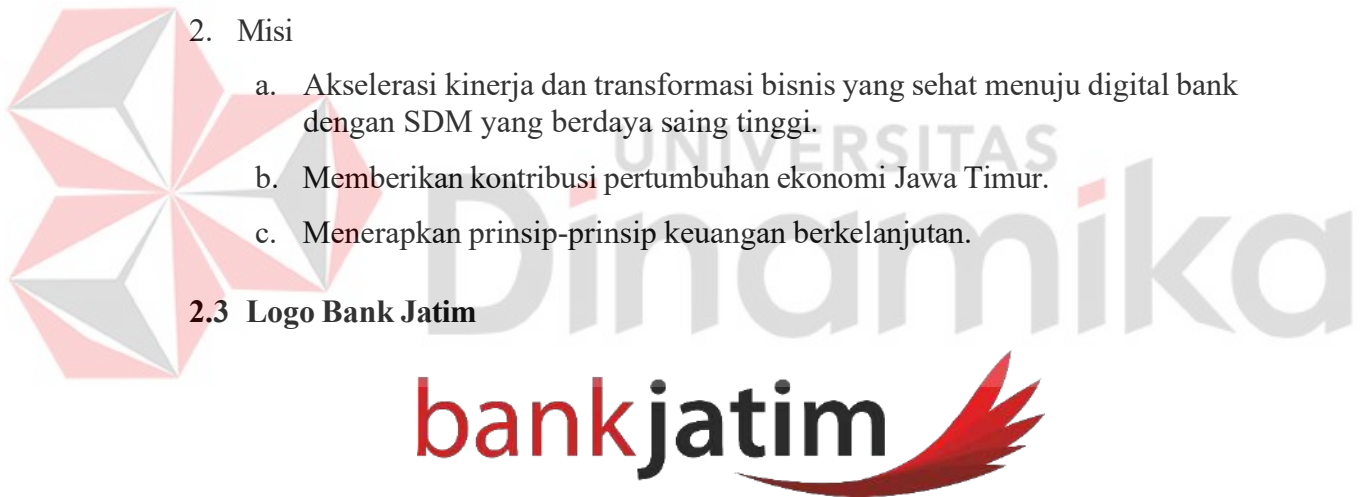 2. Misi
a. Akselerasi kinerja dan transformasi bisnis yang sehat menuju digital bank
dengan SDM yang berdaya saing tinggi.
UNIVERSITAS
b. Memberikan kontribusi pertumbuhan ekonomi Jawa Timur.
Dinamika
c. Menerapkan prinsip-prinsip keuangan berkelanjutan.
2.3 Logo Bank Jatim
bankjatim